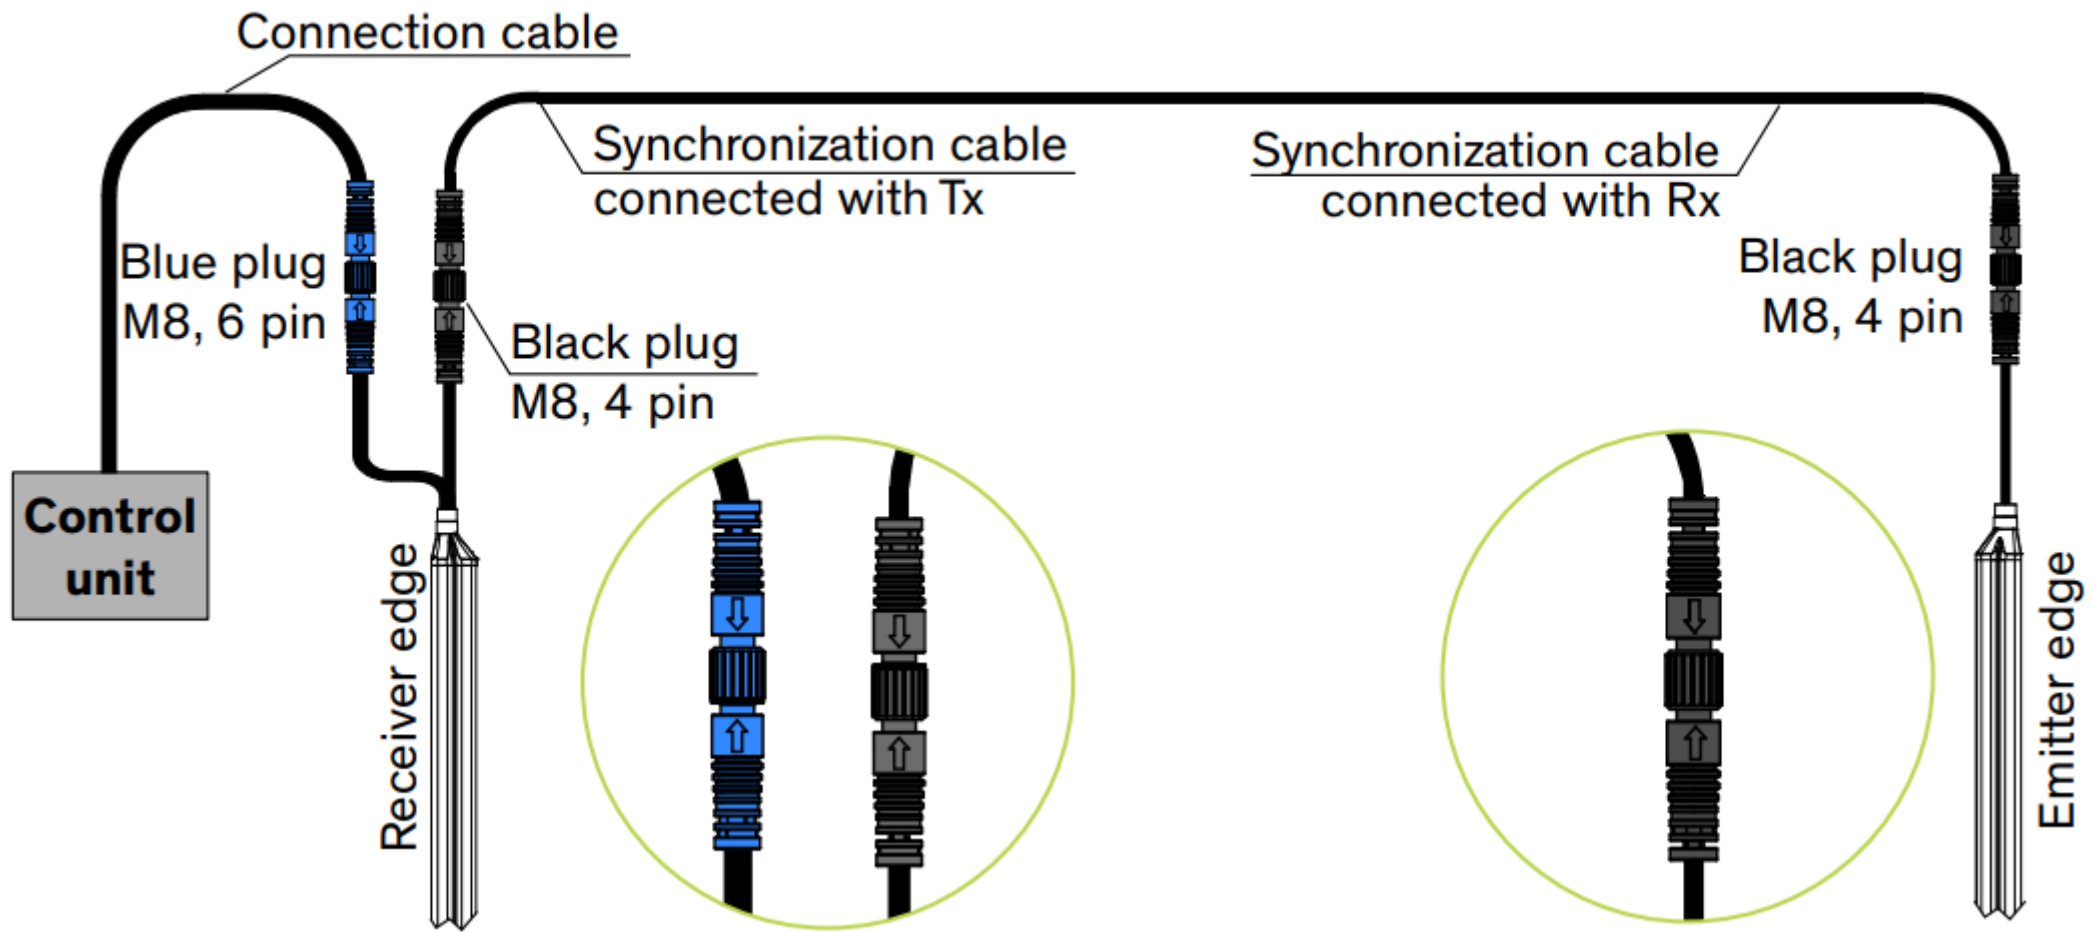 Connection cable
Synchronization cable
connected with Tx
Synchronization cable
connected with Rx
Blue plug
M8, 6 pin
Black plug
M8, 4 pin
Black plug
M8, 4 pin
Control
unit
Receiver edge
Emitter edge